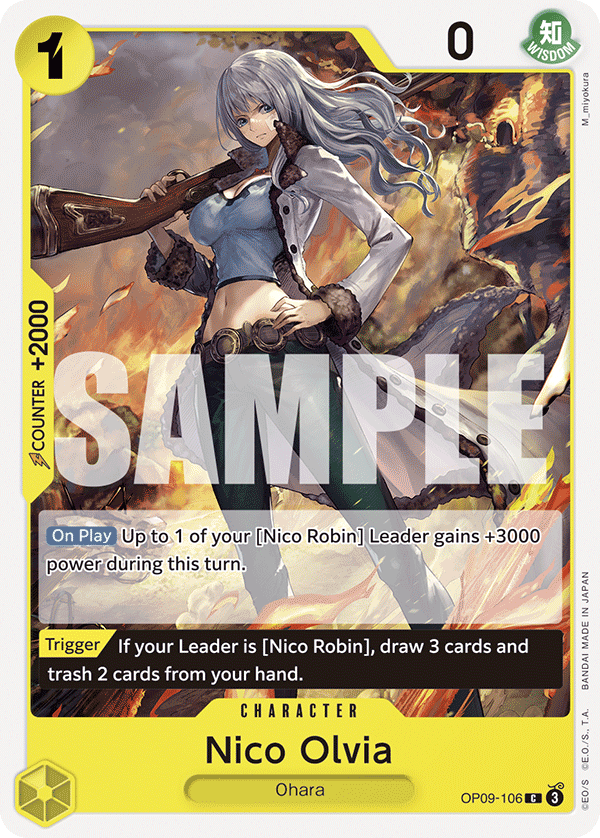 1
0
知
WISDOM
M_miyokura
COUNTER +2000
SAMPLE
On Play Up to 1 of your [Nico Robin] Leader gains +3000
power during this turn.
Trigger If your Leader is [Nico Robin], draw 3 cards and
trash 2 cards from your hand.
CHARACTER
Nico Olvia
Ohara
OP09-106 C 3
©EO/S ©E.O./S., T.A. BANDAI MADE IN JAPAN